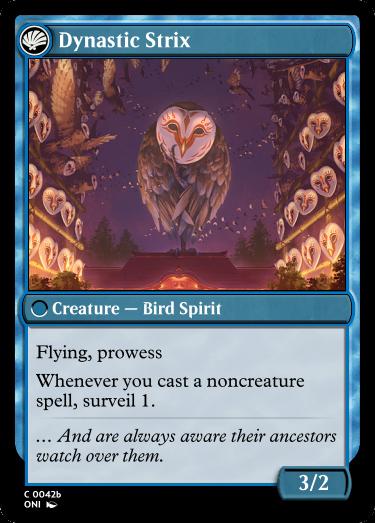 Dynastic Strix
Creature — Bird Spirit
Flying, prowess
Whenever you cast a noncreature
spell, surveil 1.
… And are always aware their ancestors
watch over them.
3/2
C 0042b
ONI